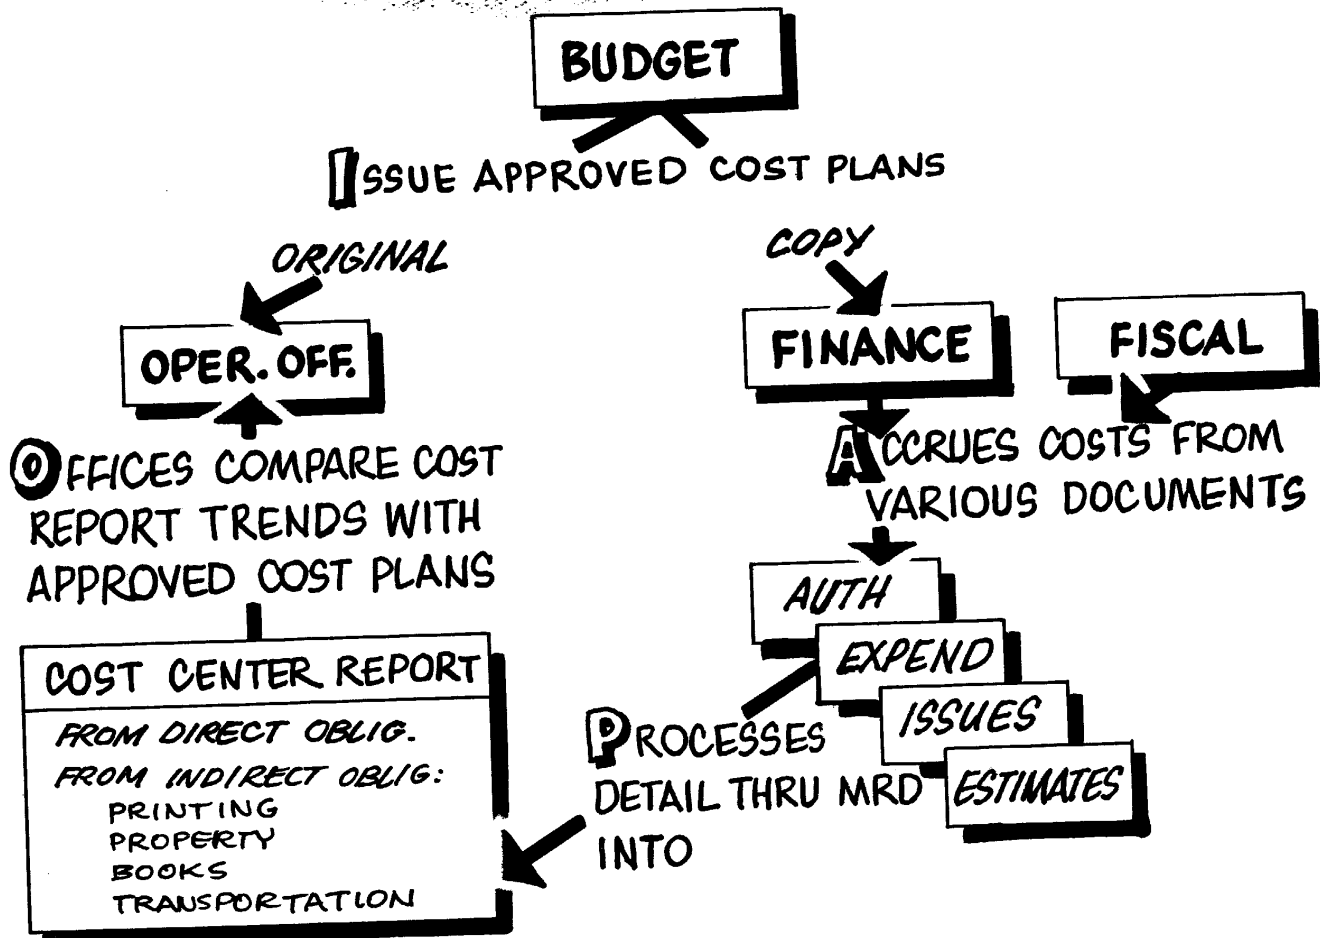 BUDGET
ISSUE APPROVED COST PLANS
ORIGINAL
COPY
OPER. OFF.
FINANCE
FISCAL
OFFICES COMPARE COST
REPORT TRENDS WITH
APPROVED COST PLANS
ACCRUES COSTS FROM
VARIOUS DOCUMENTS
AUTH
EXPEND
ISSUES
ESTIMATES
PROCESSES
DETAIL THRU MRD
INTO
COST CENTER REPORT
FROM DIRECT OBLIG.
FROM INDIRECT OBLIG:
PRINTING
PROPERTY
BOOKS
TRANSPORTATION